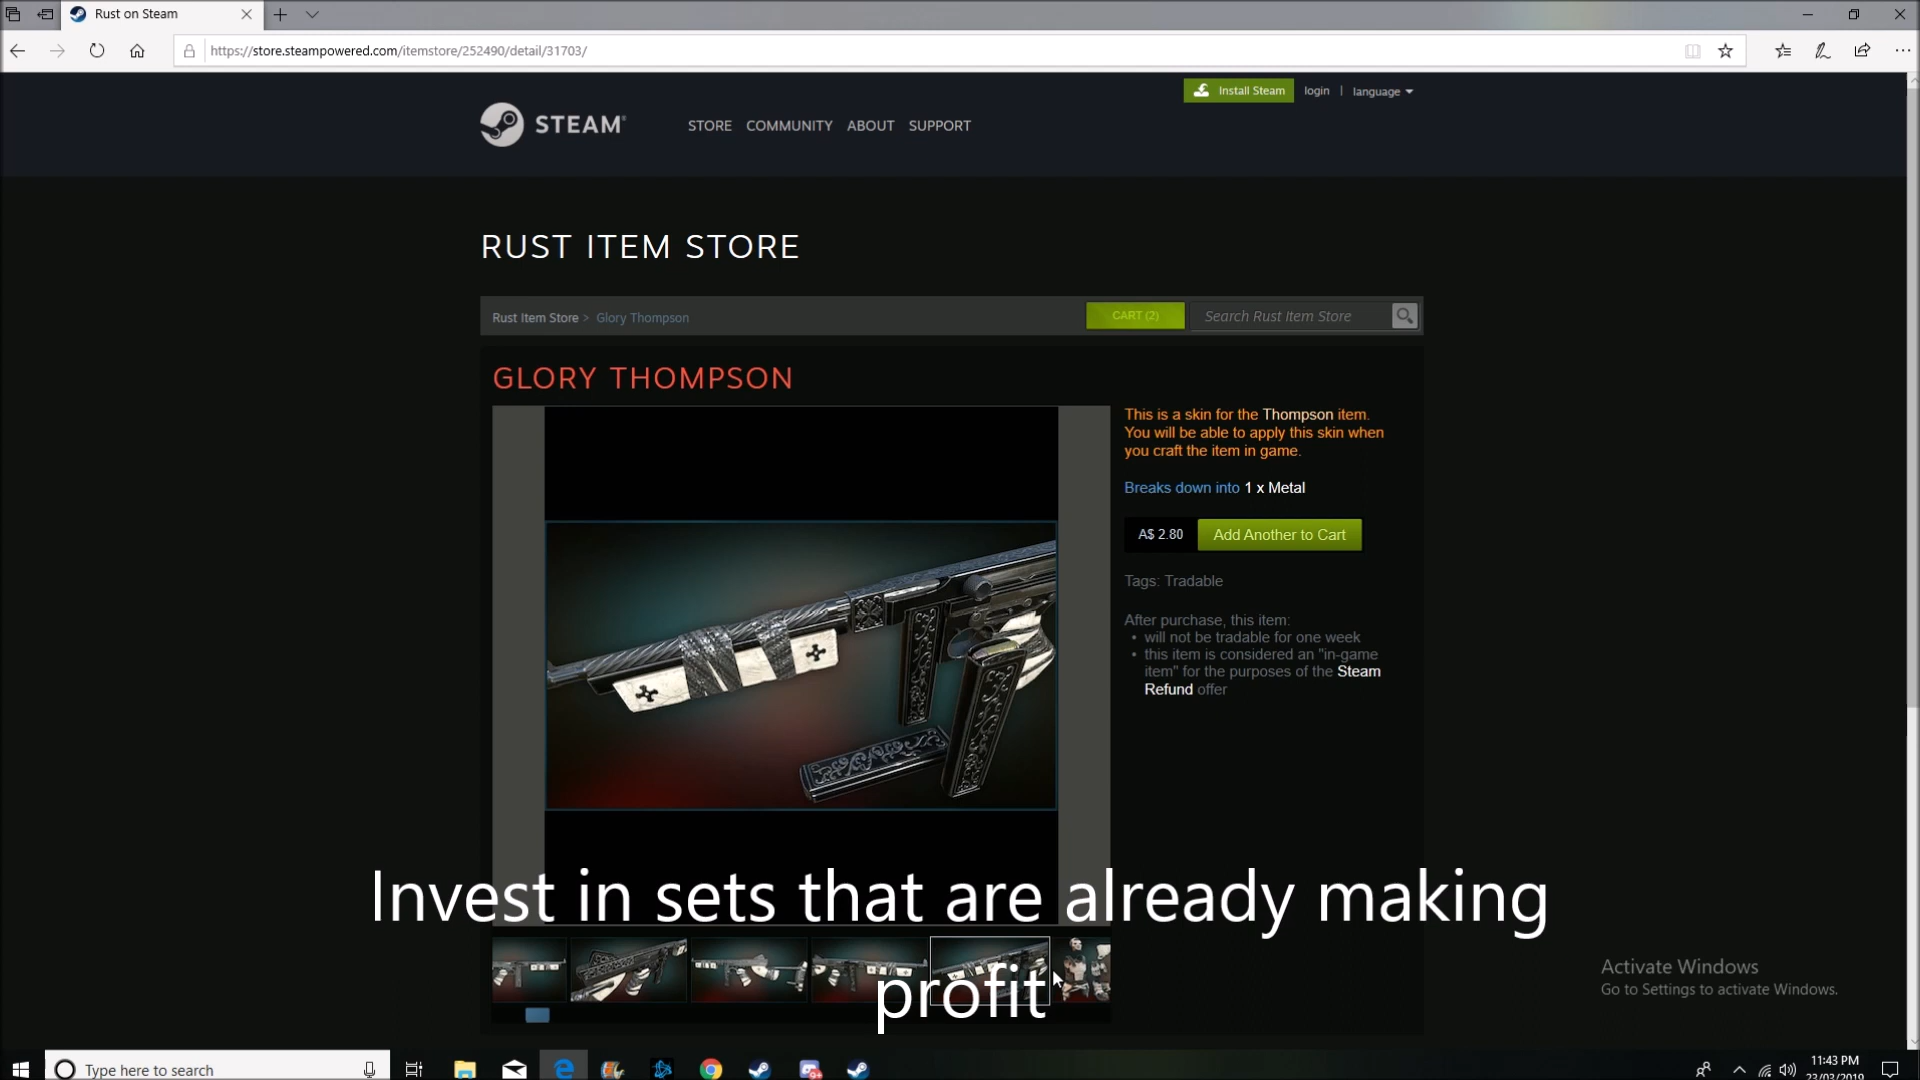 Rust on Steam
https://store.steampowered.com/itemstore/252490/detail/31703/
Install Steam
login | language
STEAM
STORE COMMUNITY ABOUT SUPPORT
RUST ITEM STORE
Rust Item Store > Glory Thompson
CART (2)
Search Rust Item Store
GLORY THOMPSON
This is a skin for the Thompson item.
You will be able to apply this skin when
you craft the item in game.
Breaks down into 1 x Metal
A$ 2.80
Add Another to Cart
Tags: Tradable
After purchase, this item:
• will not be tradable for one week
• this item is considered an "in-game
item" for the purposes of the Steam
Refund offer
Invest in sets that are already making
profit
Activate Windows
Go to Settings to activate Windows.
Type here to search
11:43 PM
23/03/2019